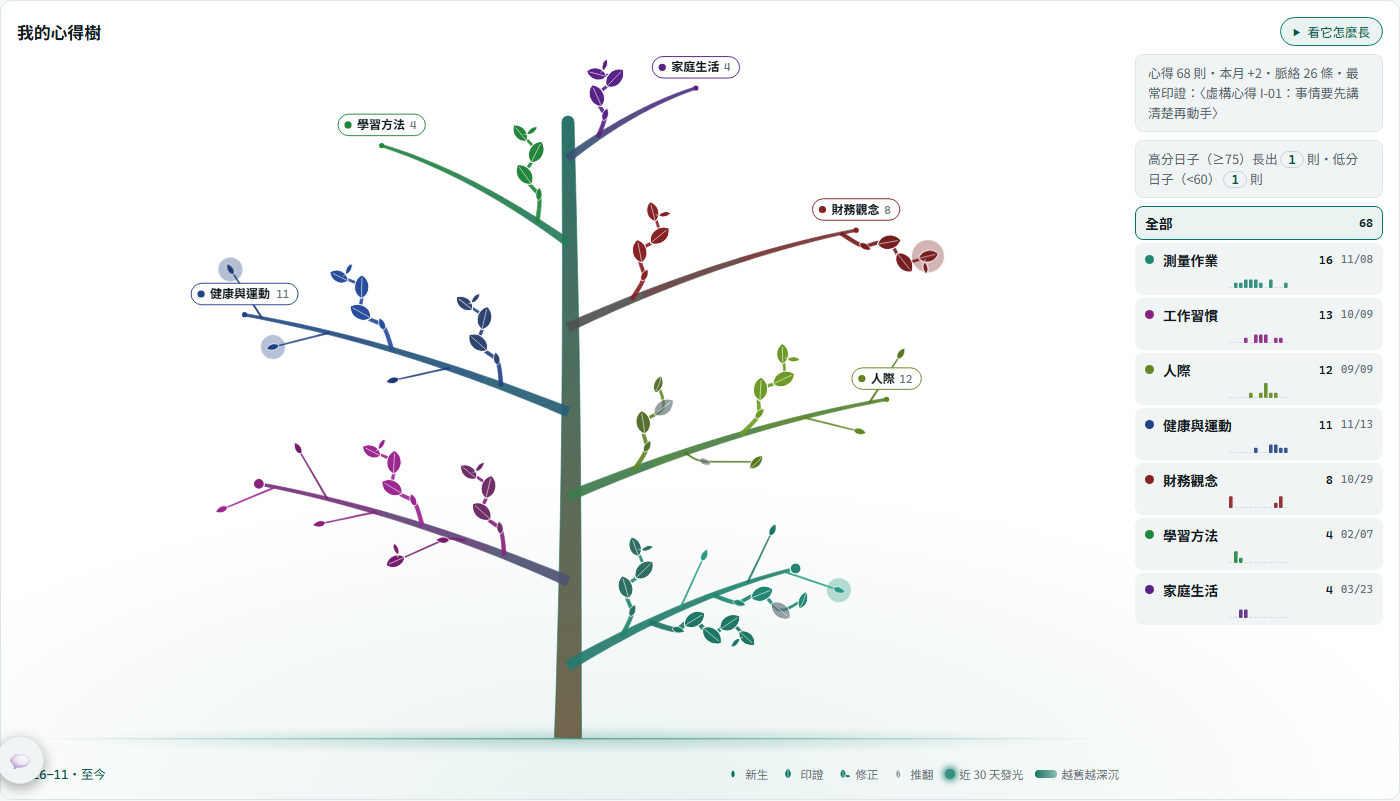 我的心得樹
看它怎麼長
心得 68 則・本月 +2・脈絡 26 條・最
常印證：〈虛構心得 I-01：事情要先講
清楚再動手〉
高分日子（≥75）長出 1 則・低分
日子（<60） 1 則
全部 68
測量作業 16 11/08
工作習慣 13 10/09
人際 12 09/09
健康與運動 11 11/13
財務觀念 8 10/29
學習方法 4 02/07
家庭生活 4 03/23
家庭生活 4
學習方法 4
財務觀念 8
健康與運動 11
人際 12
26-11・至今
新生
印證
修正
推翻
近 30 天發光
越舊越深沉